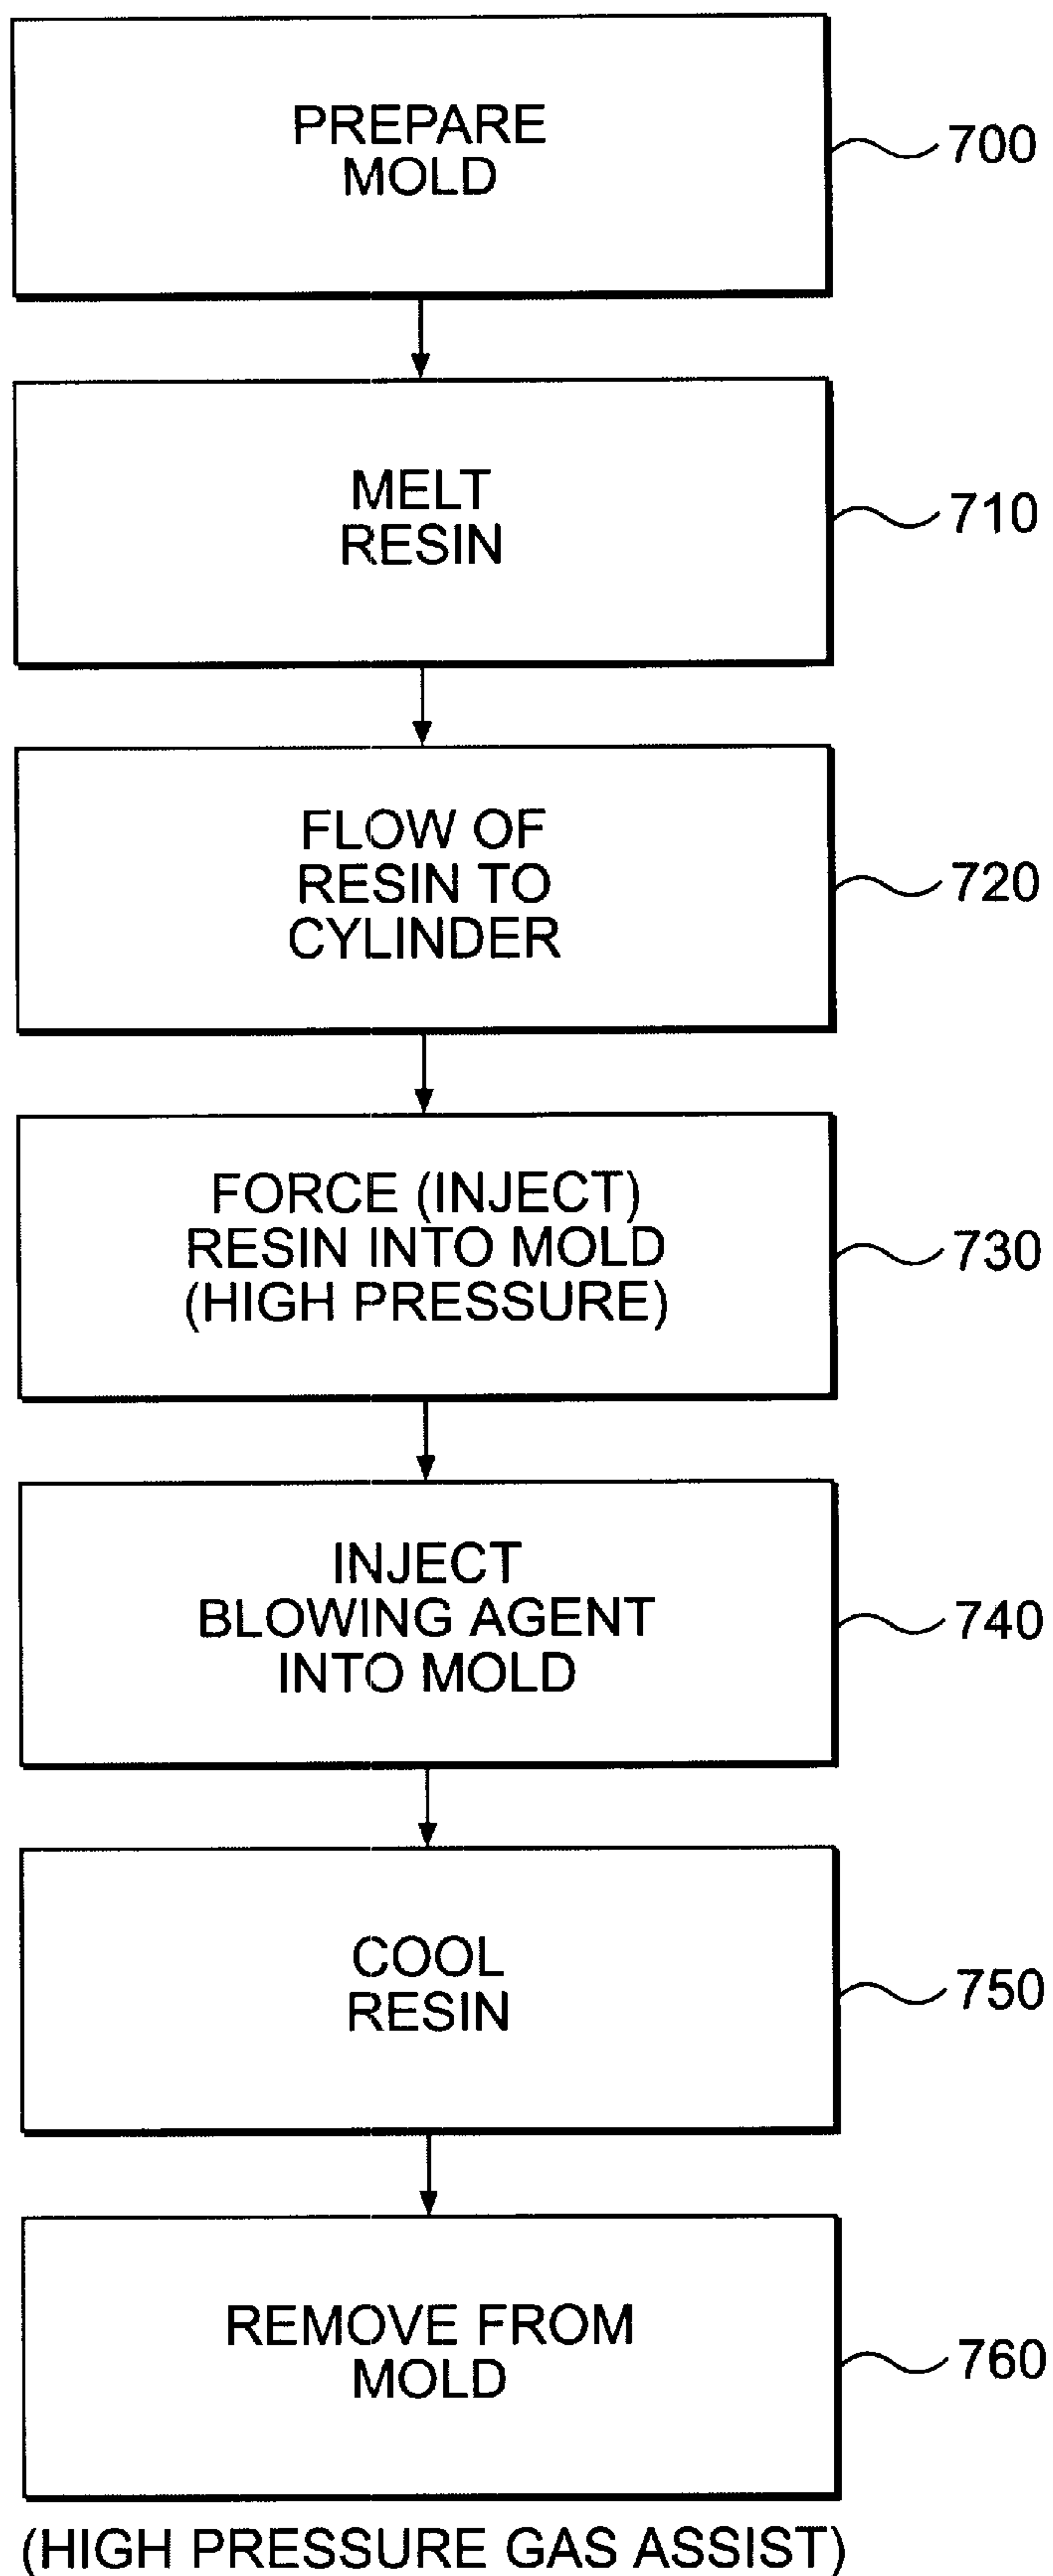 PREPARE
MOLD
700
MELT
RESIN
710
FLOW OF
RESIN TO
CYLINDER
720
FORCE (INJECT)
RESIN INTO MOLD
(HIGH PRESSURE)
730
INJECT
BLOWING AGENT
INTO MOLD
740
COOL
RESIN
750
REMOVE FROM
MOLD
760
(HIGH PRESSURE GAS ASSIST)